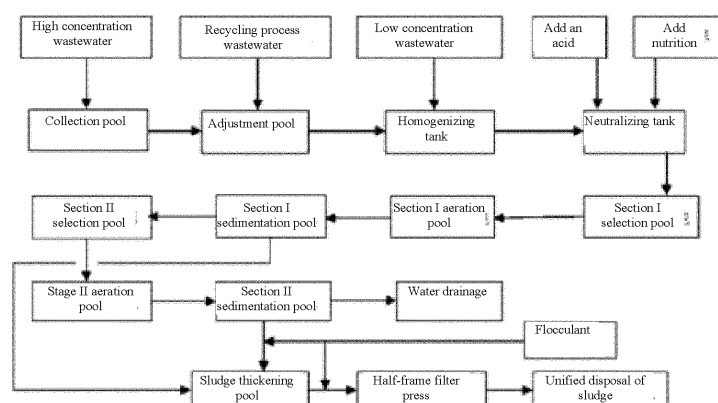 High concentration
wastewater
Recycling process
wastewater
Low concentration
wastewater
Add an
acid
Add
nutrition
Collection pool
Adjustment pool
Homogenizing
tank
Neutralizing tank
Section II
selection pool
Section I
sedimentation pool
Section I aeration
pool
Section I
selection pool
Stage II aeration
pool
Section II
sedimentation pool
Water drainage
Flocculant
Sludge thickening
pool
Half-frame filter
press
Unified disposal of
sludge